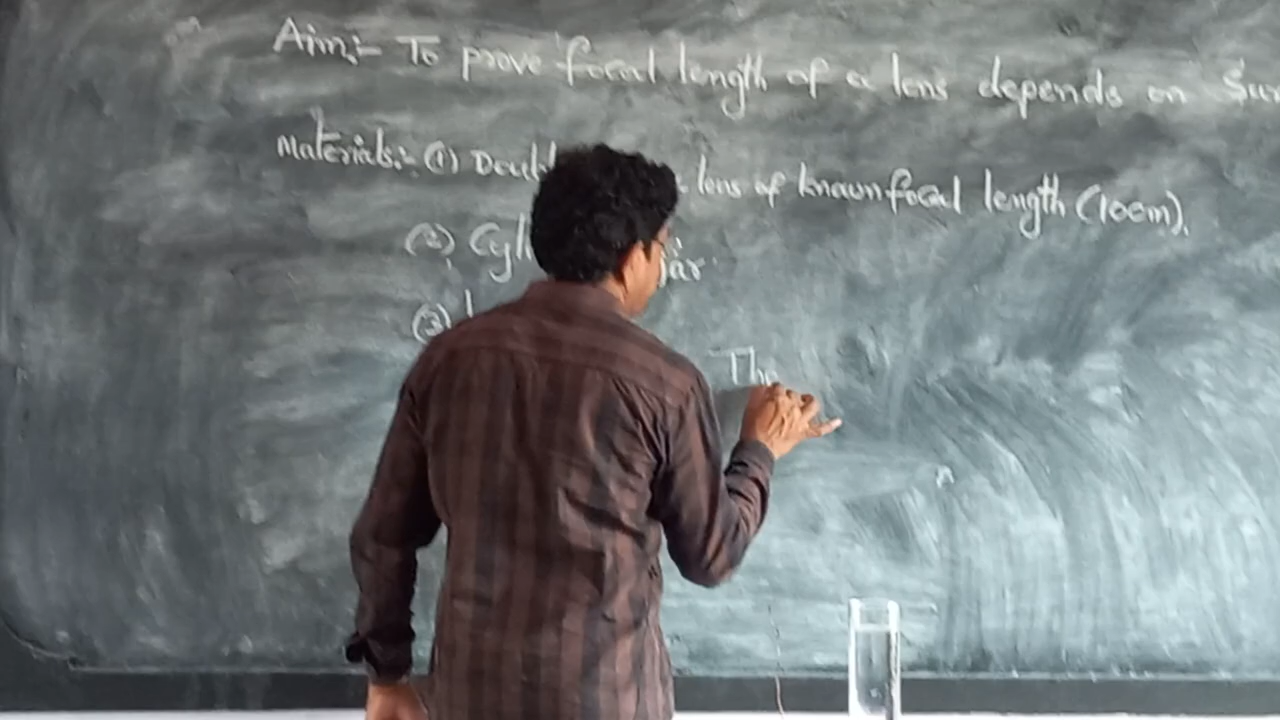 Aim:- To prove focal length of a lens depends on Sur
Materials:- (1) Doub lens of known focal length (10cm).
(2) Cyl jar
(3)
The